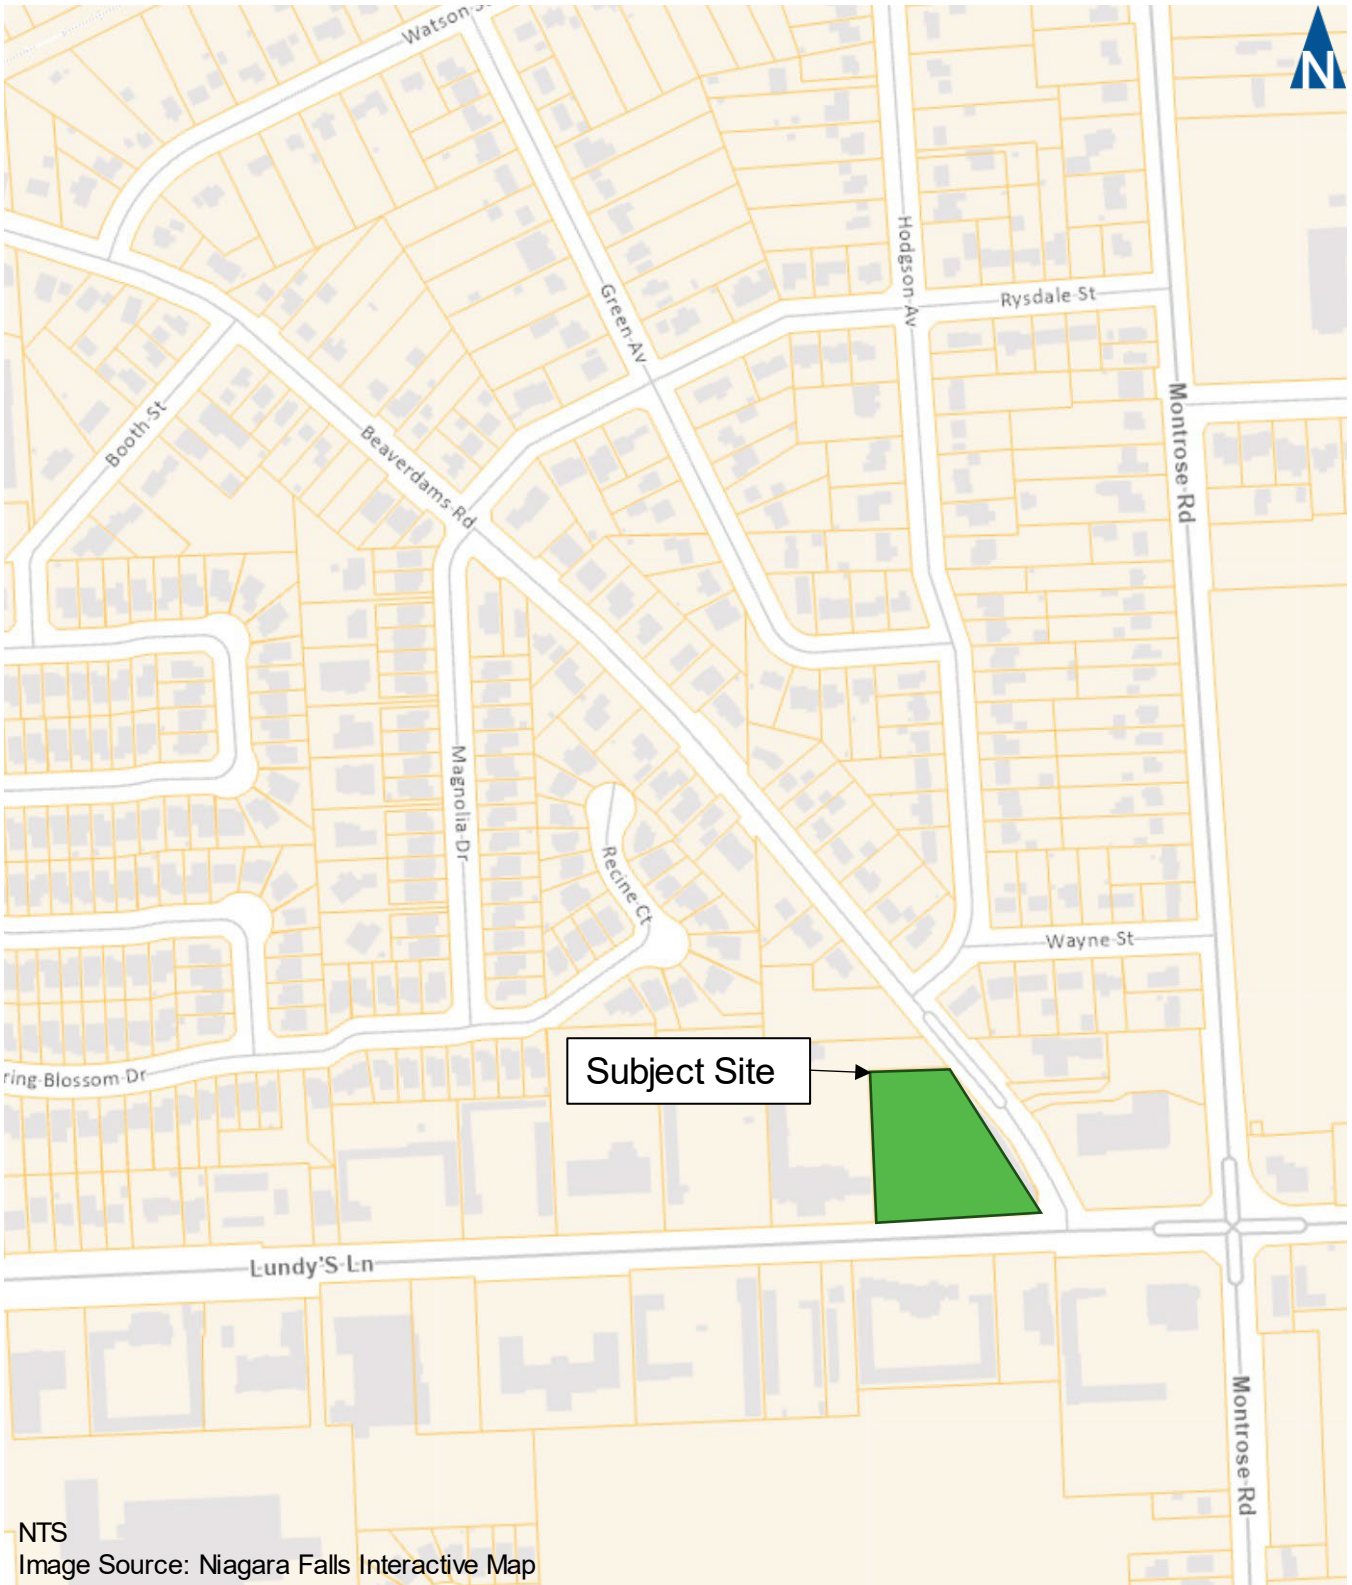 Watson
N
Hodgson Av
Green Av
Rysdale St
Montrose Rd
Booth St
Beaverdams Rd
Magnolia Dr
Recine Ct
Wayne St
Subject Site
ring Blossom Dr
Lundy'S Ln
Montrose Rd
NTS
Image Source: Niagara Falls Interactive Map